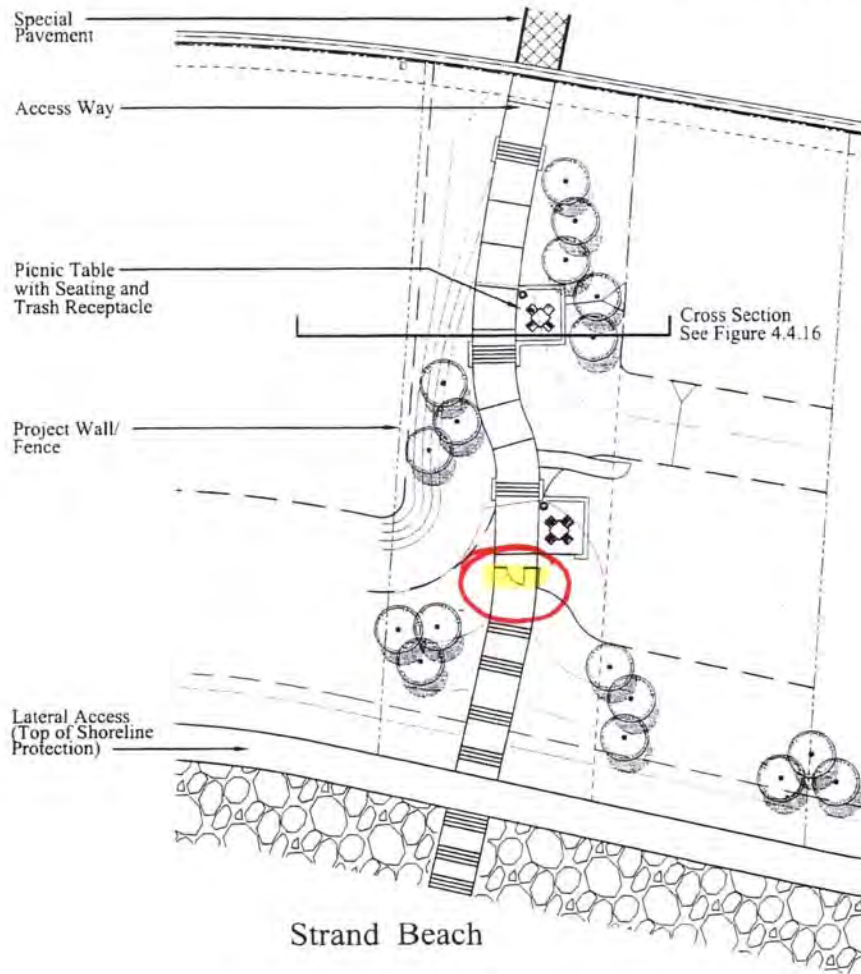 Special
Pavement
Access Way
Picnic Table
with Seating and
Trash Receptacle
Cross Section
See Figure 4.4.16
Project Wall/
Fence
Lateral Access
(Top of Shoreline
Protection)
Strand Beach